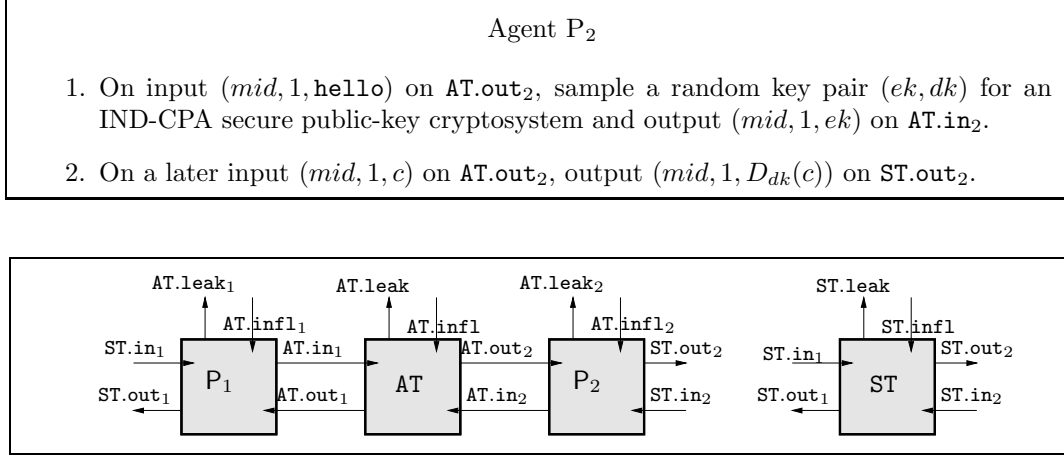 Agent P₂
1. On input (mid, 1, hello) on AT.out₂, sample a random key pair (ek, dk) for an
IND-CPA secure public-key cryptosystem and output (mid, 1, ek) on AT.in₂.
2. On a later input (mid, 1, c) on AT.out₂, output (mid, 1, D_dk(c)) on ST.out₂.
AT.leak₁ AT.leak AT.leak₂ ST.leak
AT.infl₁ AT.infl AT.infl₂ ST.infl
ST.in₁ AT.in₁ AT.out₂ ST.out₂ ST.in₁ ST.out₂
P₁ AT P₂ ST
ST.out₁ AT.out₁ AT.in₂ ST.in₂ ST.out₁ ST.in₂